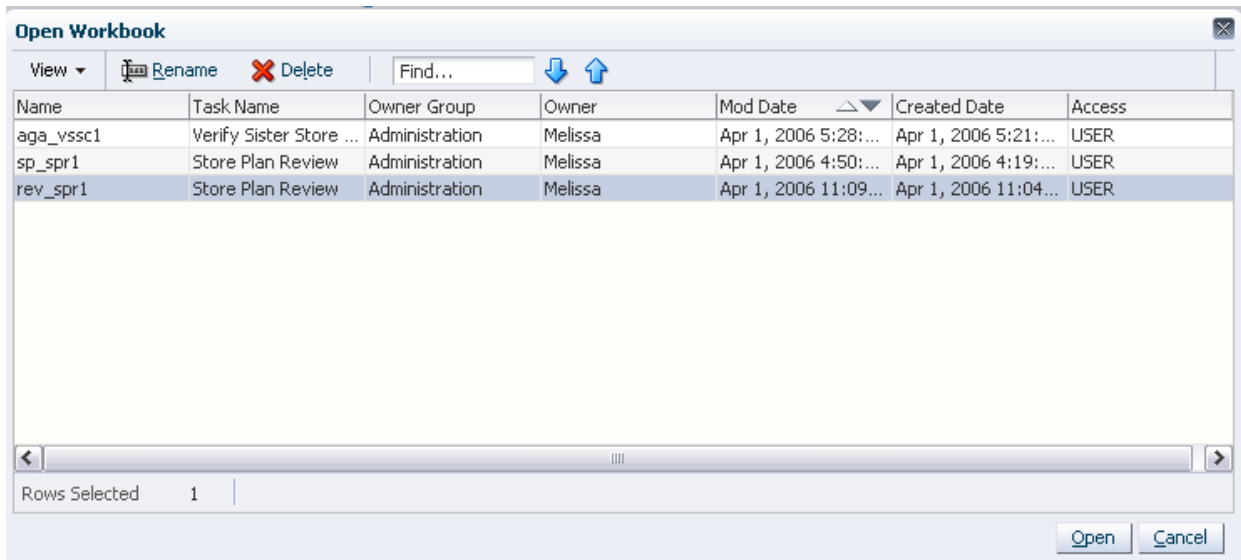 Open Workbook
View Rename Delete Find...
Name Task Name Owner Group Owner Mod Date Created Date Access
aga_vssc1 Verify Sister Store ... Administration Melissa Apr 1, 2006 5:28:... Apr 1, 2006 5:21:... USER
sp_spr1 Store Plan Review Administration Melissa Apr 1, 2006 4:50:... Apr 1, 2006 4:19:... USER
rev_spr1 Store Plan Review Administration Melissa Apr 1, 2006 11:09... Apr 1, 2006 11:04... USER
Rows Selected 1
Open Cancel